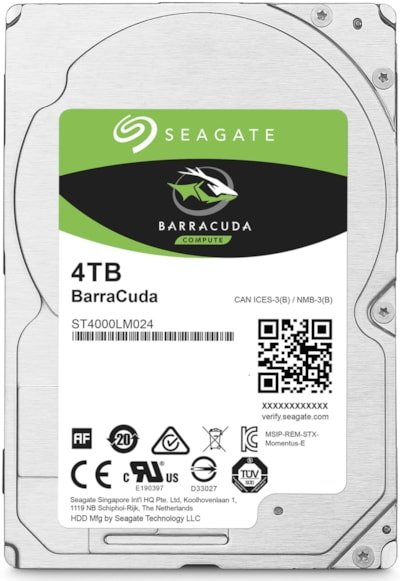 SEAGATE
BARRACUDA
COMPUTE
4TB
BarraCuda
CAN ICES-3(B) / NMB-3(B)
ST4000LM024
XXXXXXXXXXXX
verify.seagate.com
AF
20
MSIP-REM-STX-
Momentus-E
CE
c RU US
E190397
D33027
TÜV
SÜD
Seagate Singapore Int'l HQ Pte. Ltd, Koolhovenlaan 1,
1119 NB Schiphol-Rijk, The Netherlands
HDD Mfg by Seagate Technology LLC